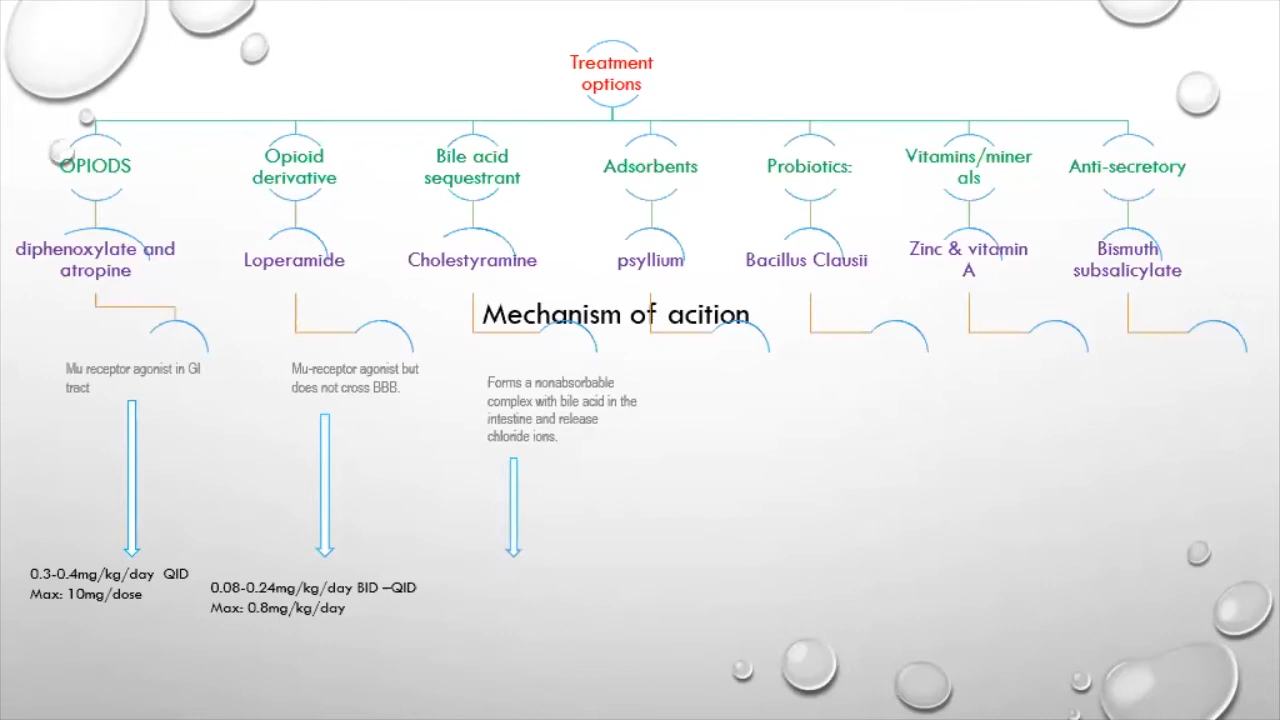 Treatment
options
OPIODS
Opioid
derivative
Bile acid
sequestrant
Adsorbents
Probiotics:
Vitamins/miner
als
Anti-secretory
diphenoxylate and
atropine
Loperamide
Cholestyramine
psyllium
Bacillus Clausii
Zinc & vitamin
A
Bismuth
subsalicylate
Mechanism of acition
Mu receptor agonist in GI
tract
Mu-receptor agonist but
does not cross BBB.
Forms a nonabsorbable
complex with bile acid in the
intestine and release
chloride ions.
0.3-0.4mg/kg/day QID
Max: 10mg/dose
0.08-0.24mg/kg/day BID –QID
Max: 0.8mg/kg/day